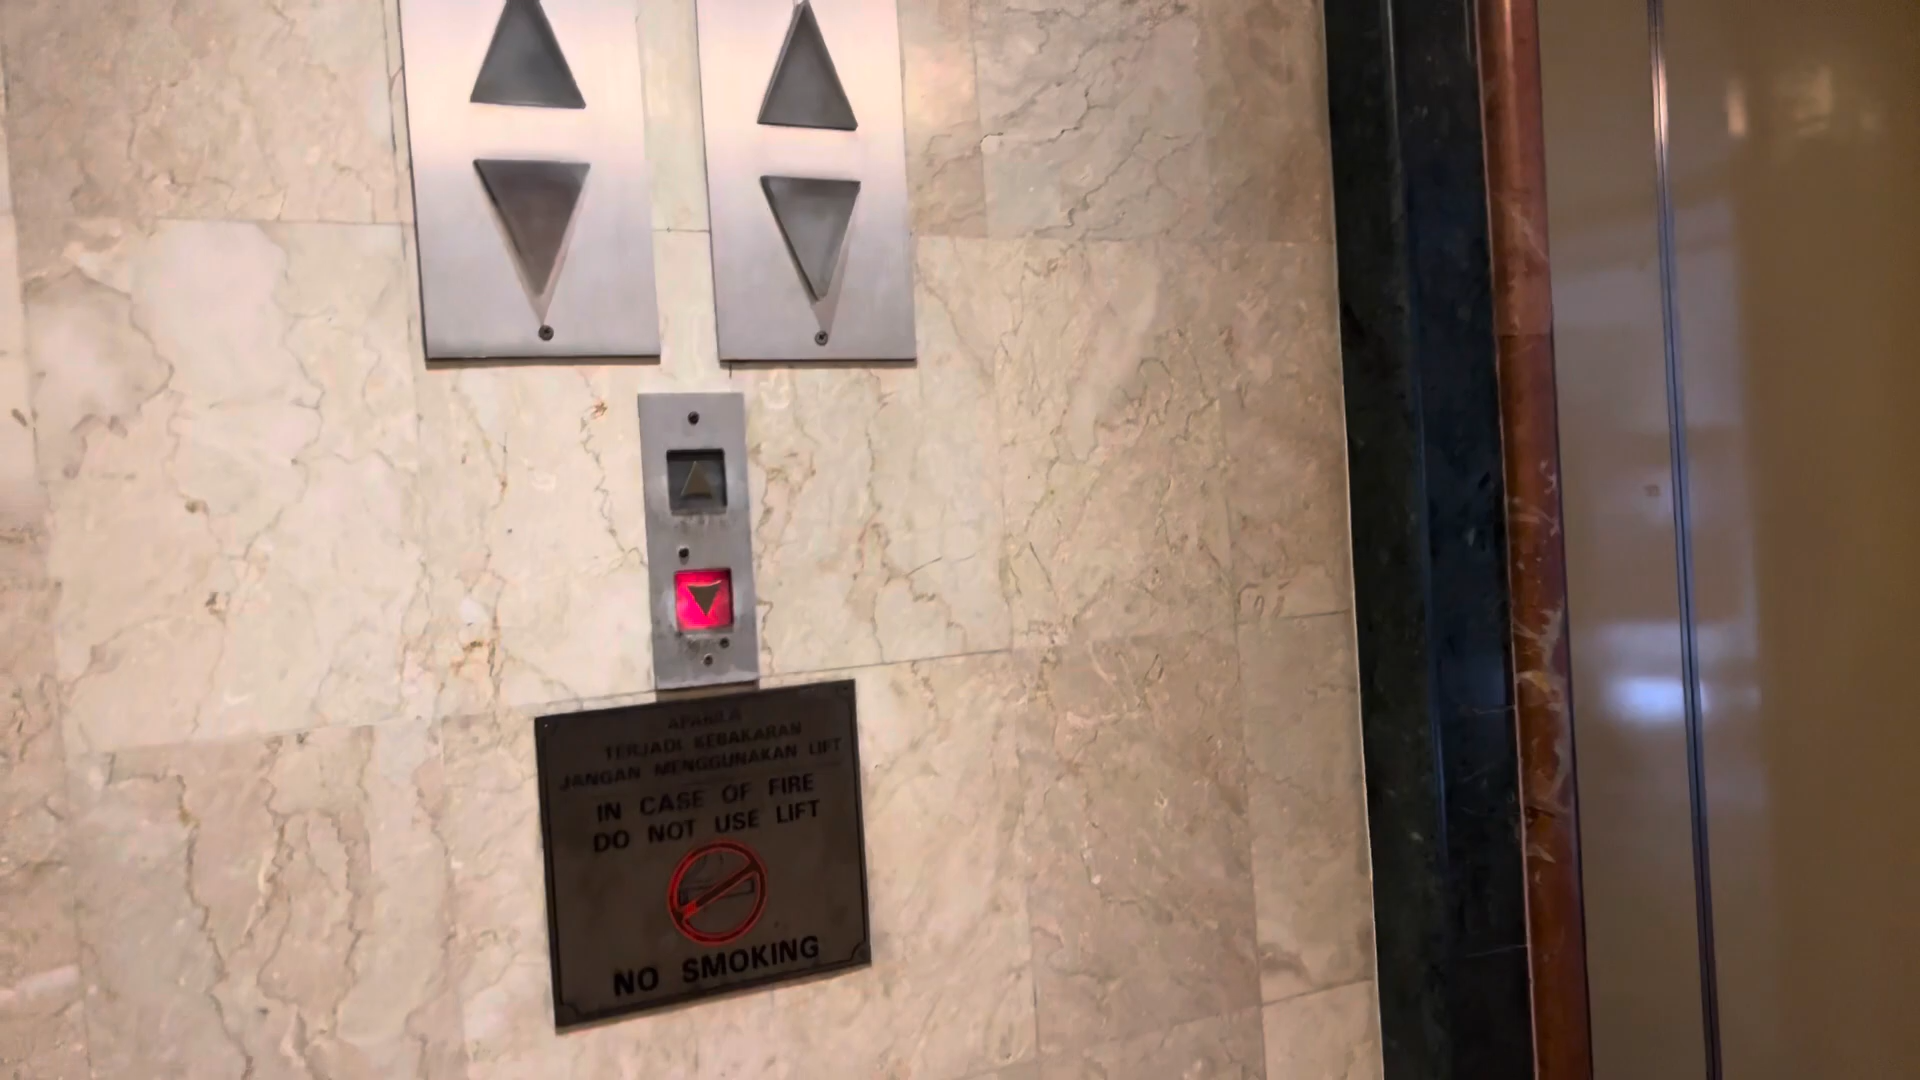 APABILA
TERJADI KEBAKARAN
JANGAN MENGGUNAKAN LIFT
IN CASE OF FIRE
DO NOT USE LIFT
NO SMOKING